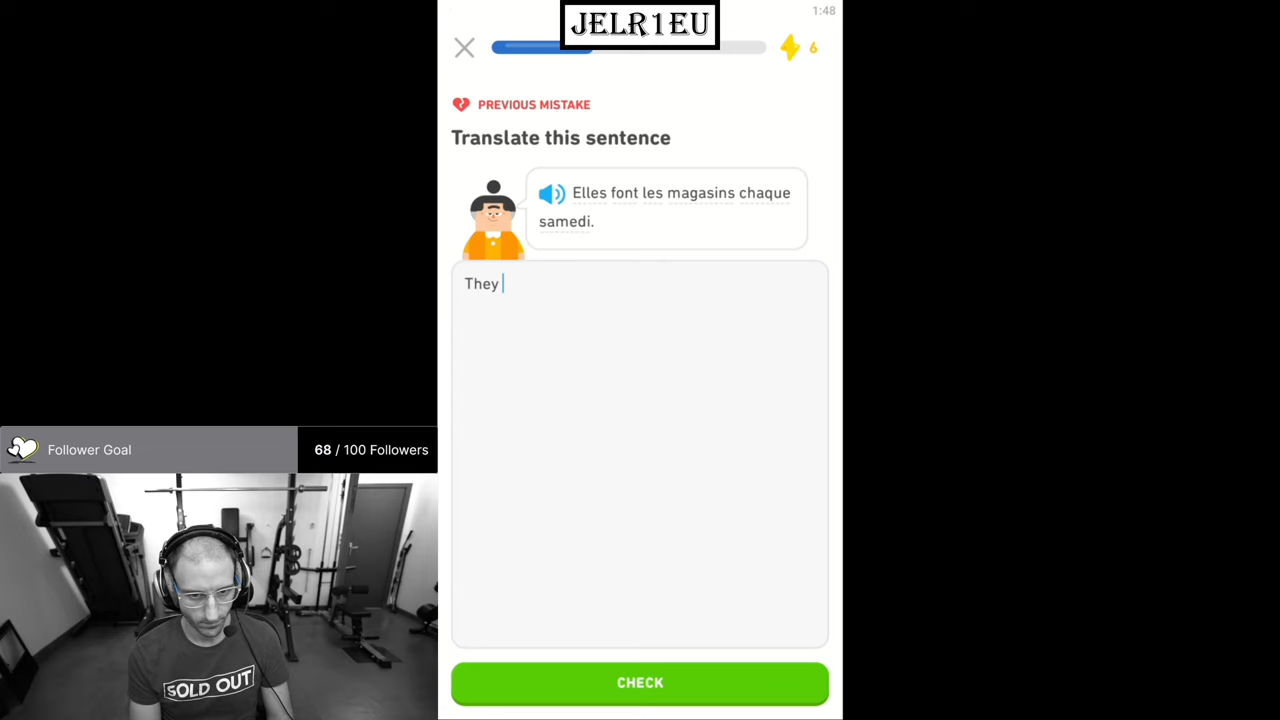 JELR1EU
1:48
6
PREVIOUS MISTAKE
Translate this sentence
Elles font les magasins chaque
samedi.
They
Follower Goal
68 / 100 Followers
SOLD OUT
CHECK